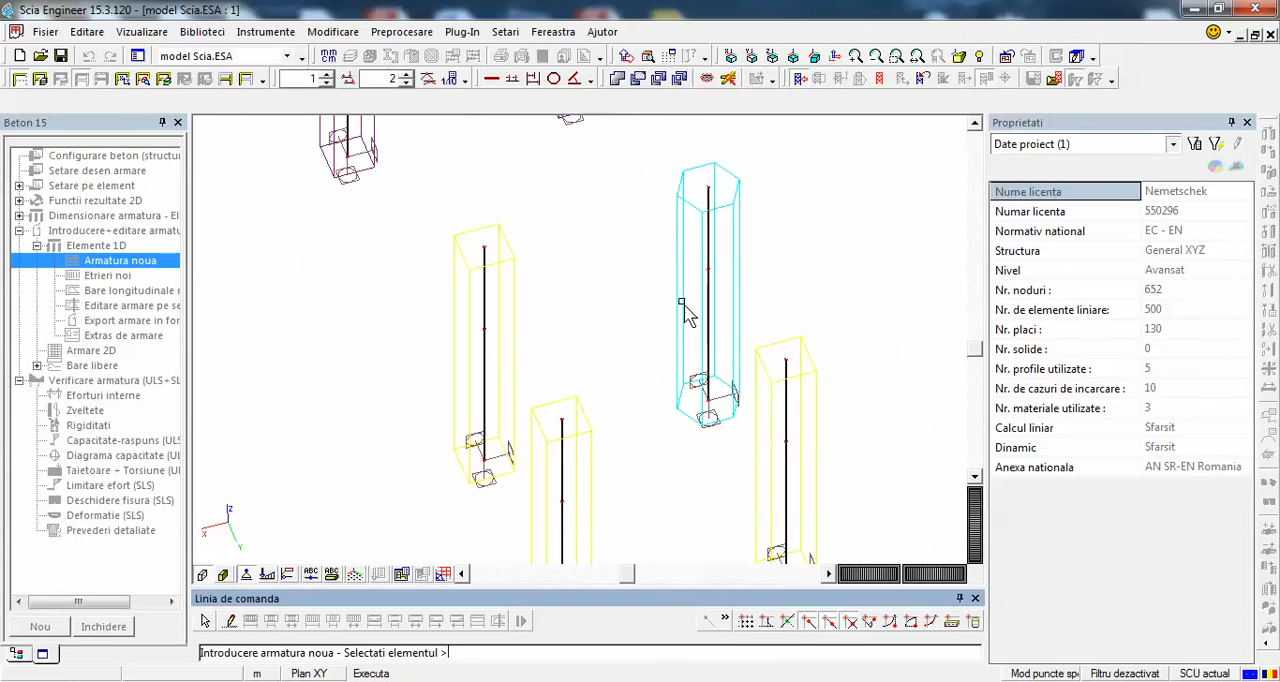 Scia Engineer 15.3.120 - [model Scia.ESA : 1]
Fisier Editare Vizualizare Biblioteci Instrumente Modificare Preprocesare Plug-In Setari Fereastra Ajutor
model Scia.ESA
1 2
Beton 15
Configurare beton (structu
Setare desen armare
Setare pe element
Functii rezultate 2D
Dimensionare armatura - El
Introducere+editare armatu
Elemente 1D
Armatura noua
Etrieri noi
Bare longitudinale
Editare armare pe se
Export armare in for
Extras de armare
Armare 2D
Bare libere
Verificare armatura (ULS+SL
Eforturi interne
Zveltete
Rigiditati
Capacitate-raspuns (UL
Diagrama capacitate (U
Taietoare + Torsiune (UL
Limitare efort (SLS)
Deschidere fisura (SLS)
Deformatie (SLS)
Prevederi detaliate
Nou Inchidere
Z
X
Y
ABC
ABC
Linia de comanda
Introducere armatura noua - Selectati elementul >
Proprietati
Date proiect (1)
Nume licenta Nemetschek
Numar licenta 550296
Normativ national EC - EN
Structura General XYZ
Nivel Avansat
Nr. noduri : 652
Nr. de elemente liniare: 500
Nr. placi : 130
Nr. solide : 0
Nr. profile utilizate : 5
Nr. de cazuri de incarcare : 10
Nr. materiale utilizate : 3
Calcul liniar Sfarsit
Dinamic Sfarsit
Anexa nationala AN SR-EN Romania
m Plan XY Executa Mod puncte spe Filtru dezactivat SCU actual